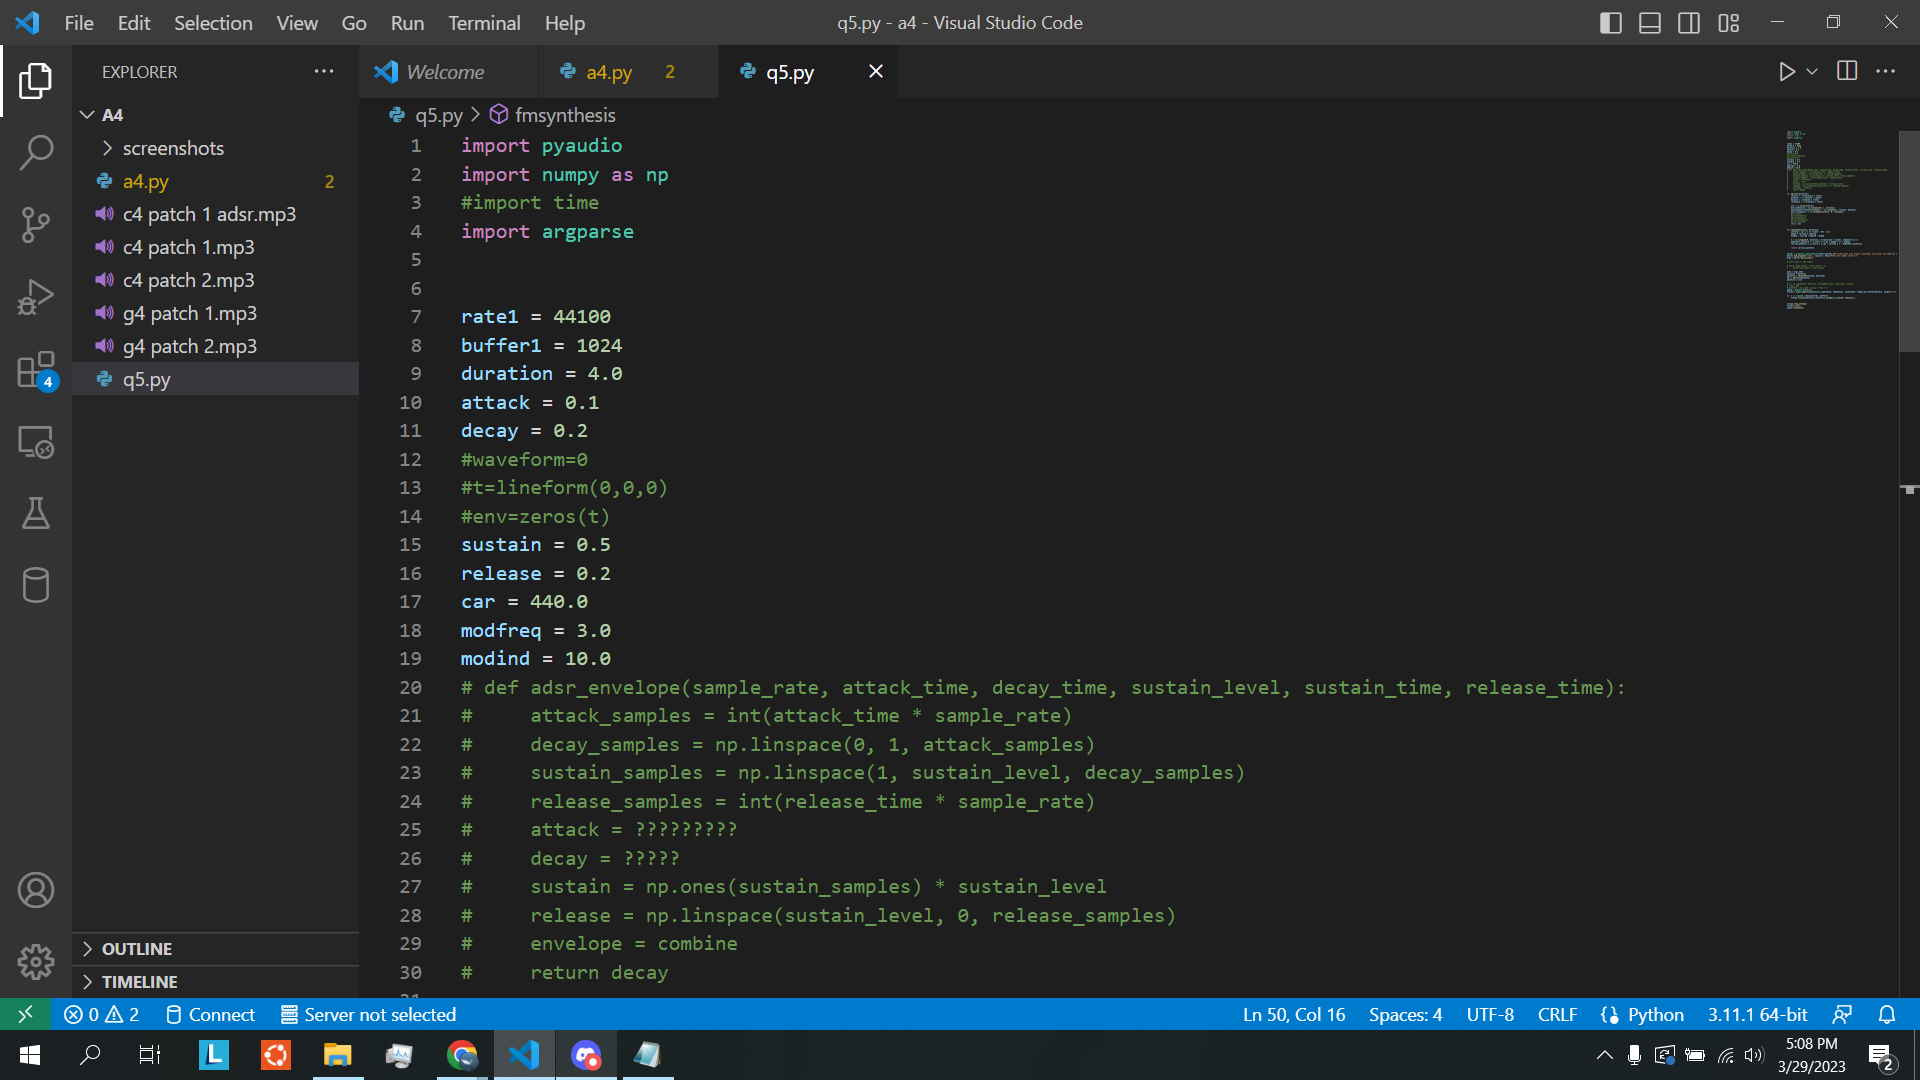 File Edit Selection View Go Run Terminal Help
q5.py - a4 - Visual Studio Code
EXPLORER
A4
screenshots
a4.py 2
c4 patch 1 adsr.mp3
c4 patch 1.mp3
c4 patch 2.mp3
g4 patch 1.mp3
g4 patch 2.mp3
q5.py
4
OUTLINE
TIMELINE
Welcome
a4.py 2
q5.py
q5.py > fmsynthesis
1 import pyaudio
2 import numpy as np
3 #import time
4 import argparse
5
6
7 rate1 = 44100
8 buffer1 = 1024
9 duration = 4.0
10 attack = 0.1
11 decay = 0.2
12 #waveform=0
13 #t=lineform(0,0,0)
14 #env=zeros(t)
15 sustain = 0.5
16 release = 0.2
17 car = 440.0
18 modfreq = 3.0
19 modind = 10.0
20 # def adsr_envelope(sample_rate, attack_time, decay_time, sustain_level, sustain_time, release_time):
21 #     attack_samples = int(attack_time * sample_rate)
22 #     decay_samples = np.linspace(0, 1, attack_samples)
23 #     sustain_samples = np.linspace(1, sustain_level, decay_samples)
24 #     release_samples = int(release_time * sample_rate)
25 #     attack = ?????????
26 #     decay = ?????
27 #     sustain = np.ones(sustain_samples) * sustain_level
28 #     release = np.linspace(sustain_level, 0, release_samples)
29 #     envelope = combine
30 #     return decay
0 2 Connect Server not selected
Ln 50, Col 16 Spaces: 4 UTF-8 CRLF Python 3.11.1 64-bit
L
5:08 PM
3/29/2023
2